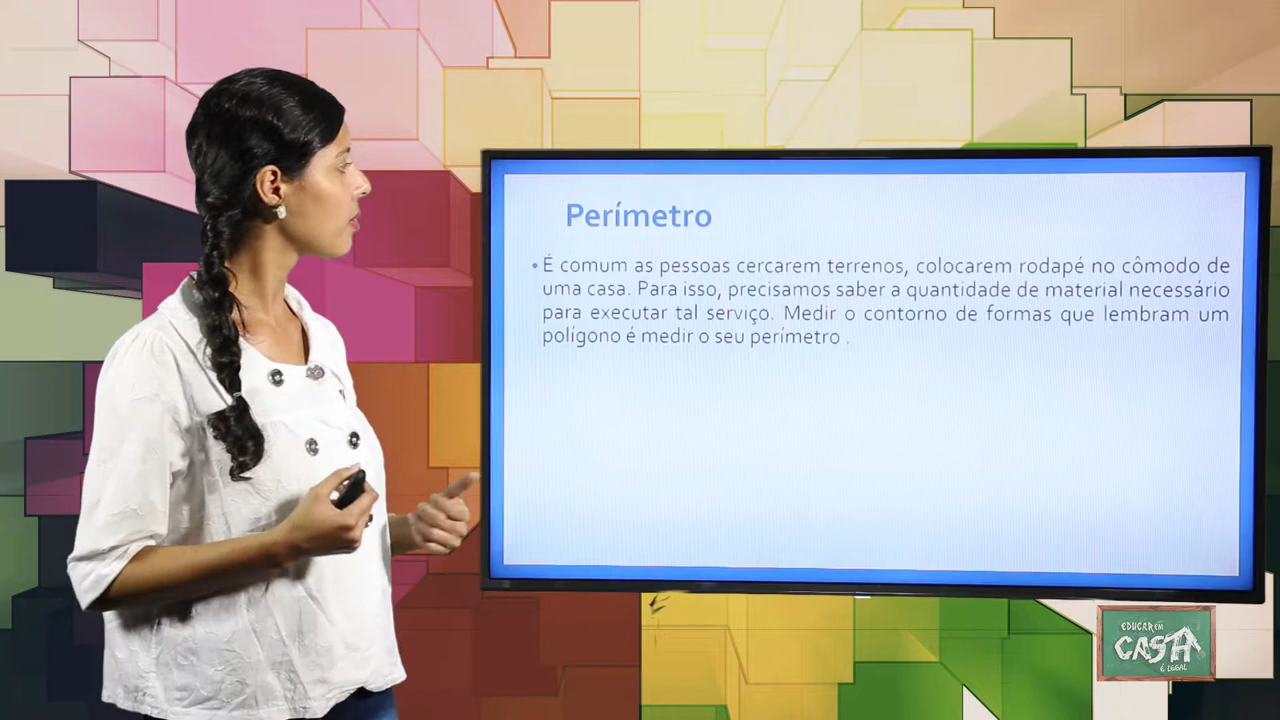 Perímetro
• É comum as pessoas cercarem terrenos, colocarem rodapé no cômodo de
uma casa. Para isso, precisamos saber a quantidade de material necessário
para executar tal serviço. Medir o contorno de formas que lembram um
polígono é medir o seu perímetro .
EDUCAR EM
CASA
É LEGAL